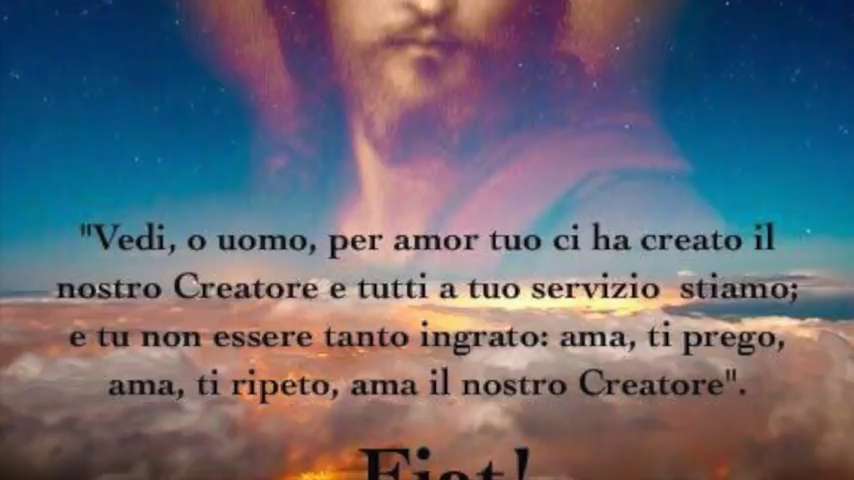 "Vedi, o uomo, per amor tuo ci ha creato il
nostro Creatore e tutti a tuo servizio stiamo;
e tu non essere tanto ingrato: ama, ti prego,
ama, ti ripeto, ama il nostro Creatore".
Fiat!